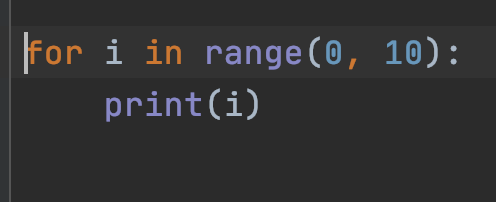 for i in range(0, 10):
    print(i)